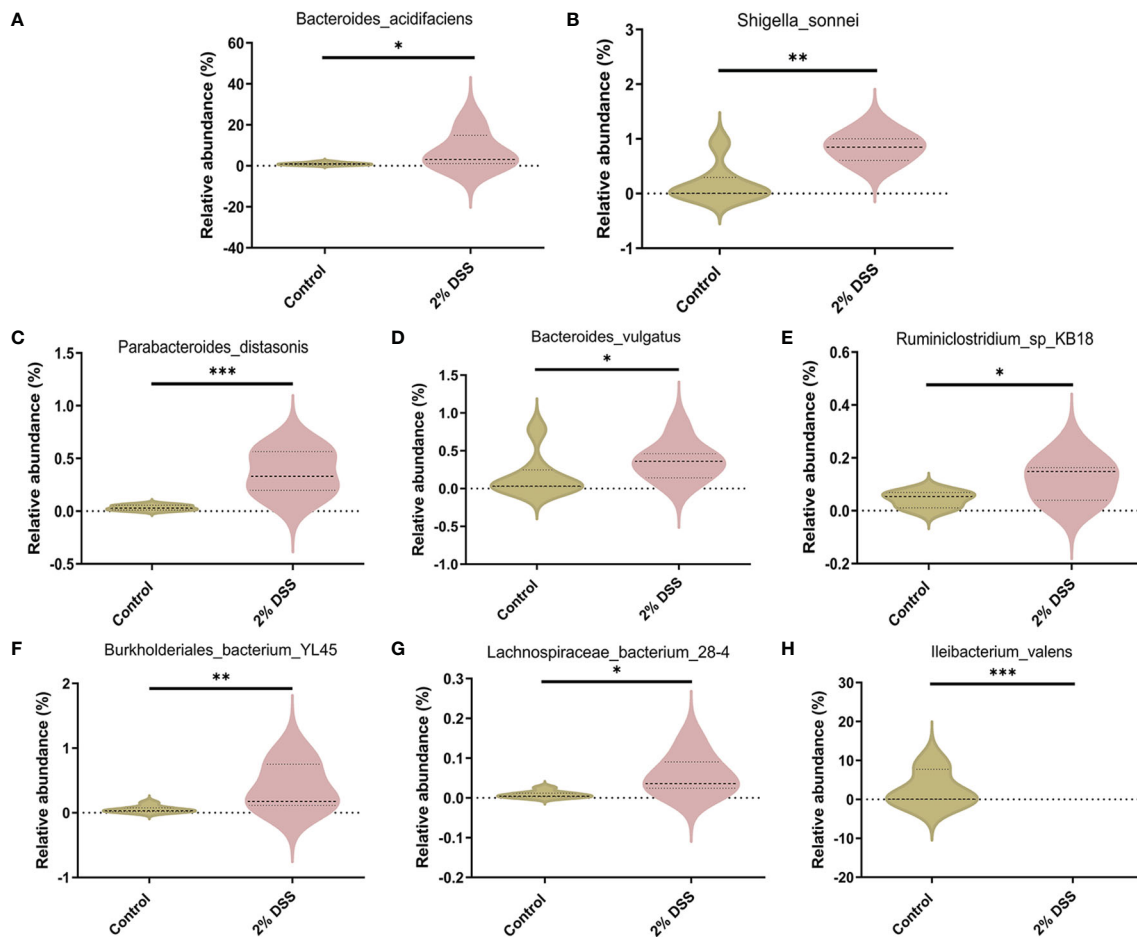 A
Bacteroides_acidifaciens
*
Relative abundance (%)
60
40
20
0
-20
-40
Control
2% DSS
B
Shigella_sonnei
**
Relative abundance (%)
3
2
1
0
-1
Control
2% DSS
C
Parabacteroides_distasonis
***
Relative abundance (%)
1.5
1.0
0.5
0.0
-0.5
Control
2% DSS
D
Bacteroides_vulgatus
*
Relative abundance (%)
1.5
1.0
0.5
0.0
-0.5
-1.0
Control
2% DSS
E
Ruminiclostridium_sp_KB18
*
Relative abundance (%)
0.6
0.4
0.2
0.0
-0.2
Control
2% DSS
F
Burkholderiales_bacterium_YL45
**
Relative abundance (%)
2
1
0
-1
Control
2% DSS
G
Lachnospiraceae_bacterium_28-4
*
Relative abundance (%)
0.3
0.2
0.1
0.0
-0.1
-0.2
Control
2% DSS
H
Ileibacterium_valens
***
Relative abundance (%)
30
20
10
0
-10
-20
Control
2% DSS